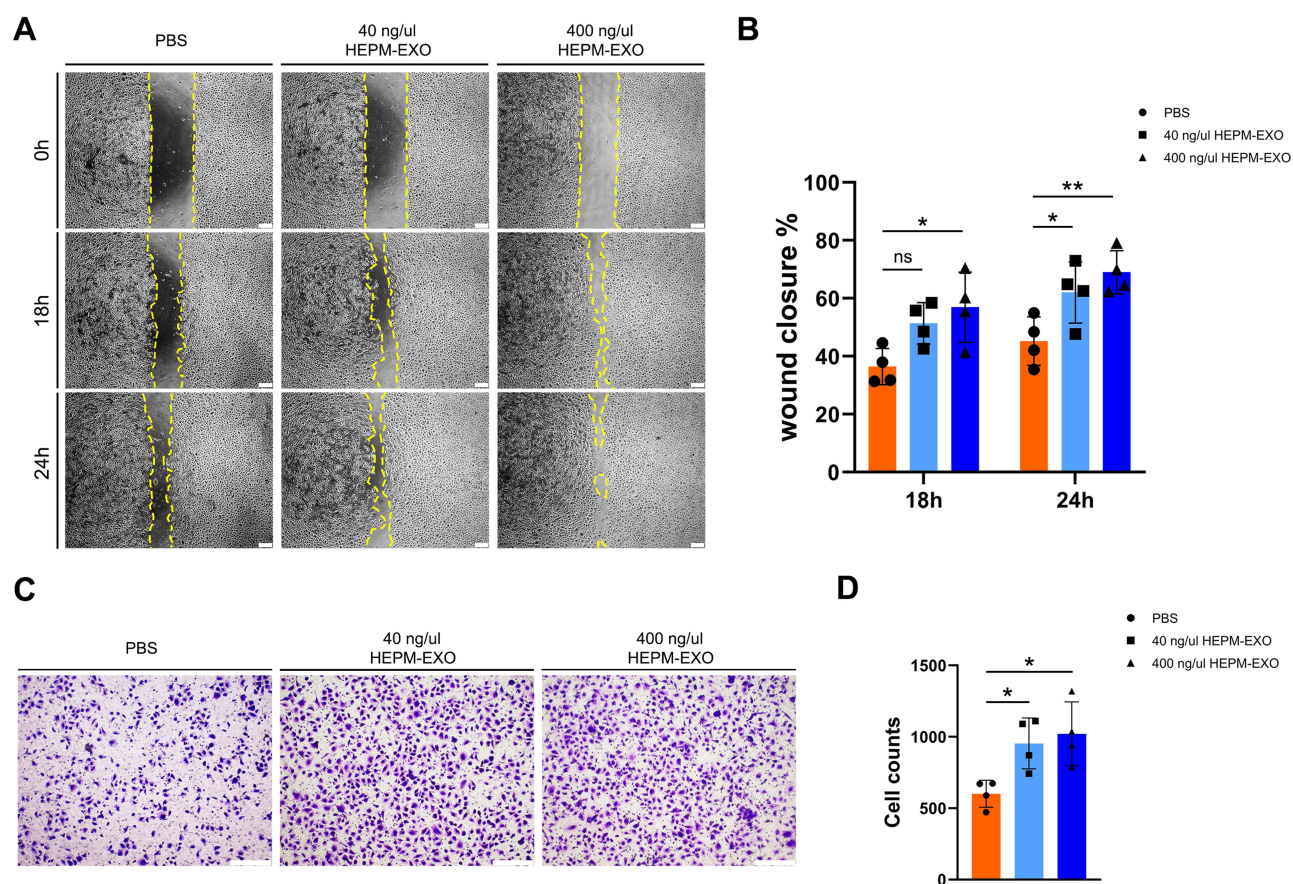 A
PBS
40 ng/ul
HEPM-EXO
400 ng/ul
HEPM-EXO
0h
18h
24h
B
PBS
40 ng/ul HEPM-EXO
400 ng/ul HEPM-EXO
wound closure %
100
80
60
40
20
0
ns
*
*
**
18h
24h
C
PBS
40 ng/ul
HEPM-EXO
400 ng/ul
HEPM-EXO
D
PBS
40 ng/ul HEPM-EXO
400 ng/ul HEPM-EXO
Cell counts
1500
1000
500
0
*
*